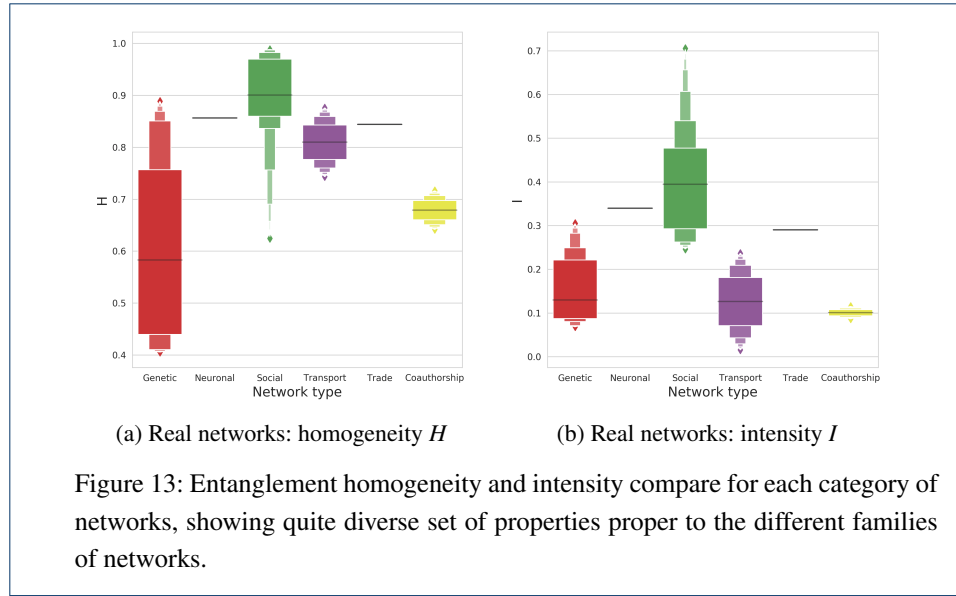 1.0
0.9
0.8
0.7
0.6
0.5
0.4
H
Genetic Neuronal Social Transport Trade Coauthorship
Network type
0.7
0.6
0.5
0.4
0.3
0.2
0.1
0.0
I
Genetic Neuronal Social Transport Trade Coauthorship
Network type
(a) Real networks: homogeneity H
(b) Real networks: intensity I
Figure 13: Entanglement homogeneity and intensity compare for each category of
networks, showing quite diverse set of properties proper to the different families
of networks.